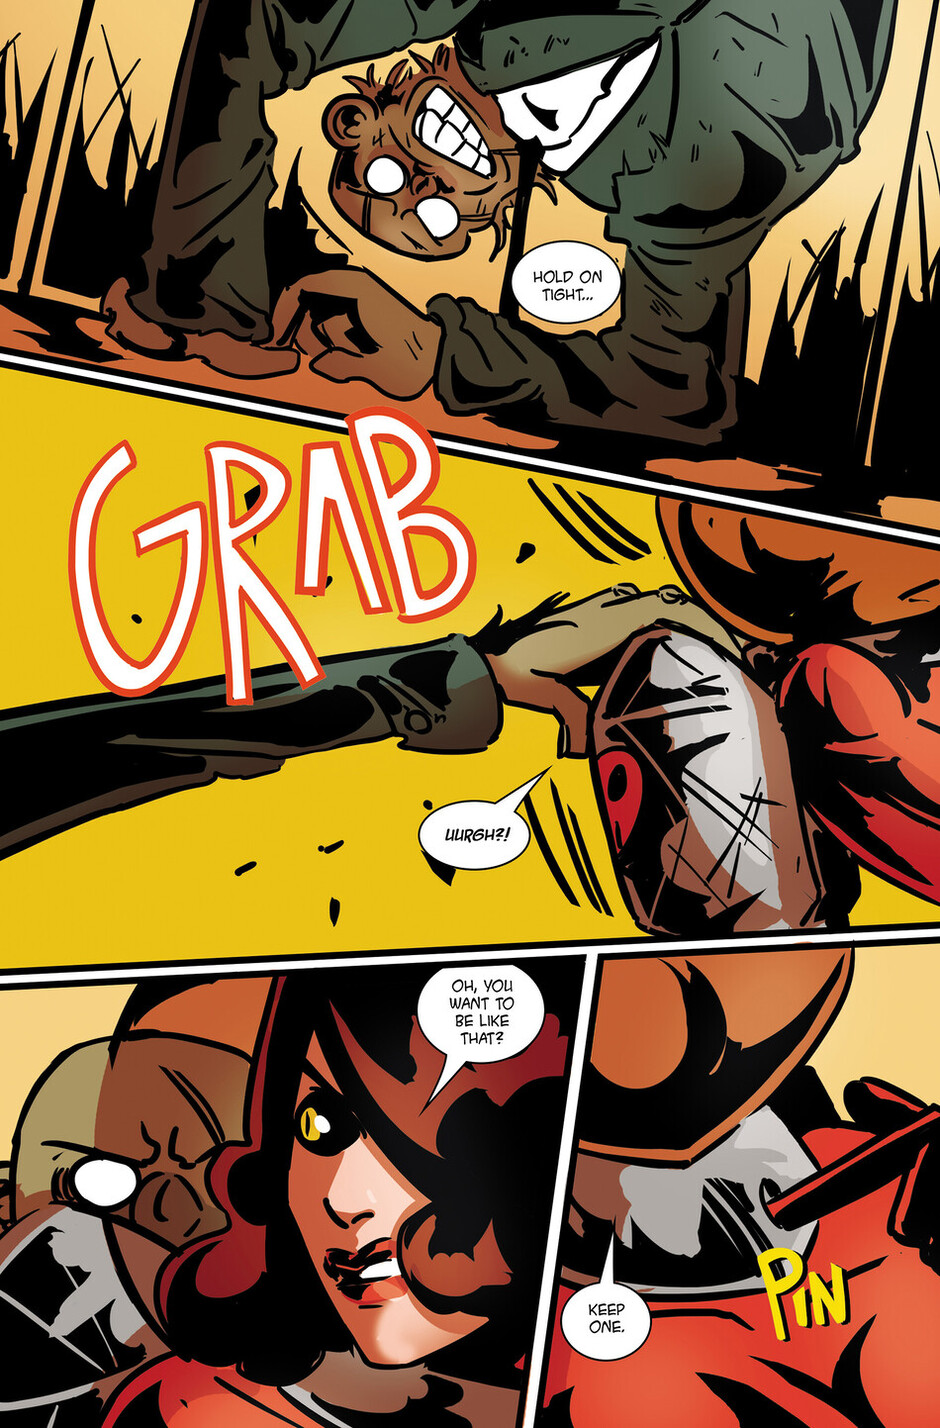 HOLD ON
TIGHT...
GRAB
UURGH?!
OH, YOU
WANT TO
BE LIKE
THAT?
KEEP
ONE.
PiN